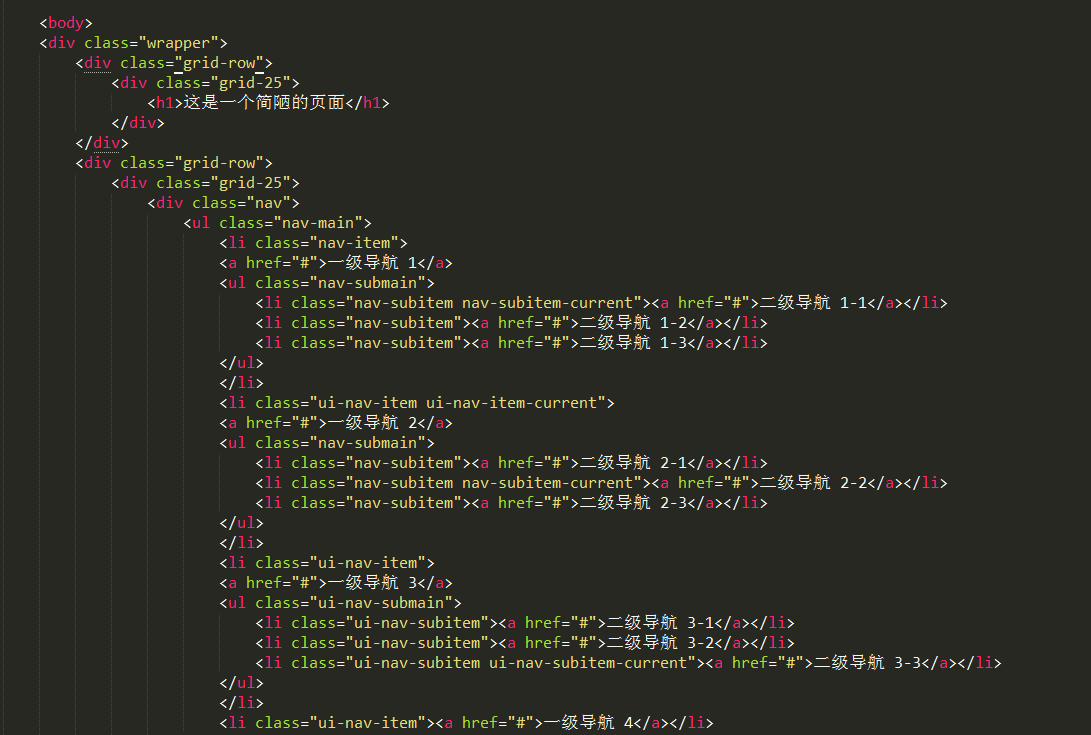 <body>
<div class="wrapper">
<div class="grid-row">
<div class="grid-25">
<h1>这是一个简陋的页面</h1>
</div>
</div>
<div class="grid-row">
<div class="grid-25">
<div class="nav">
<ul class="nav-main">
<li class="nav-item">
<a href="#">一级导航 1</a>
<ul class="nav-submain">
<li class="nav-subitem nav-subitem-current"><a href="#">二级导航 1-1</a></li>
<li class="nav-subitem"><a href="#">二级导航 1-2</a></li>
<li class="nav-subitem"><a href="#">二级导航 1-3</a></li>
</ul>
</li>
<li class="ui-nav-item ui-nav-item-current">
<a href="#">一级导航 2</a>
<ul class="nav-submain">
<li class="nav-subitem"><a href="#">二级导航 2-1</a></li>
<li class="nav-subitem nav-subitem-current"><a href="#">二级导航 2-2</a></li>
<li class="nav-subitem"><a href="#">二级导航 2-3</a></li>
</ul>
</li>
<li class="ui-nav-item">
<a href="#">一级导航 3</a>
<ul class="ui-nav-submain">
<li class="ui-nav-subitem"><a href="#">二级导航 3-1</a></li>
<li class="ui-nav-subitem"><a href="#">二级导航 3-2</a></li>
<li class="ui-nav-subitem ui-nav-subitem-current"><a href="#">二级导航 3-3</a></li>
</ul>
</li>
<li class="ui-nav-item"><a href="#">一级导航 4</a></li>